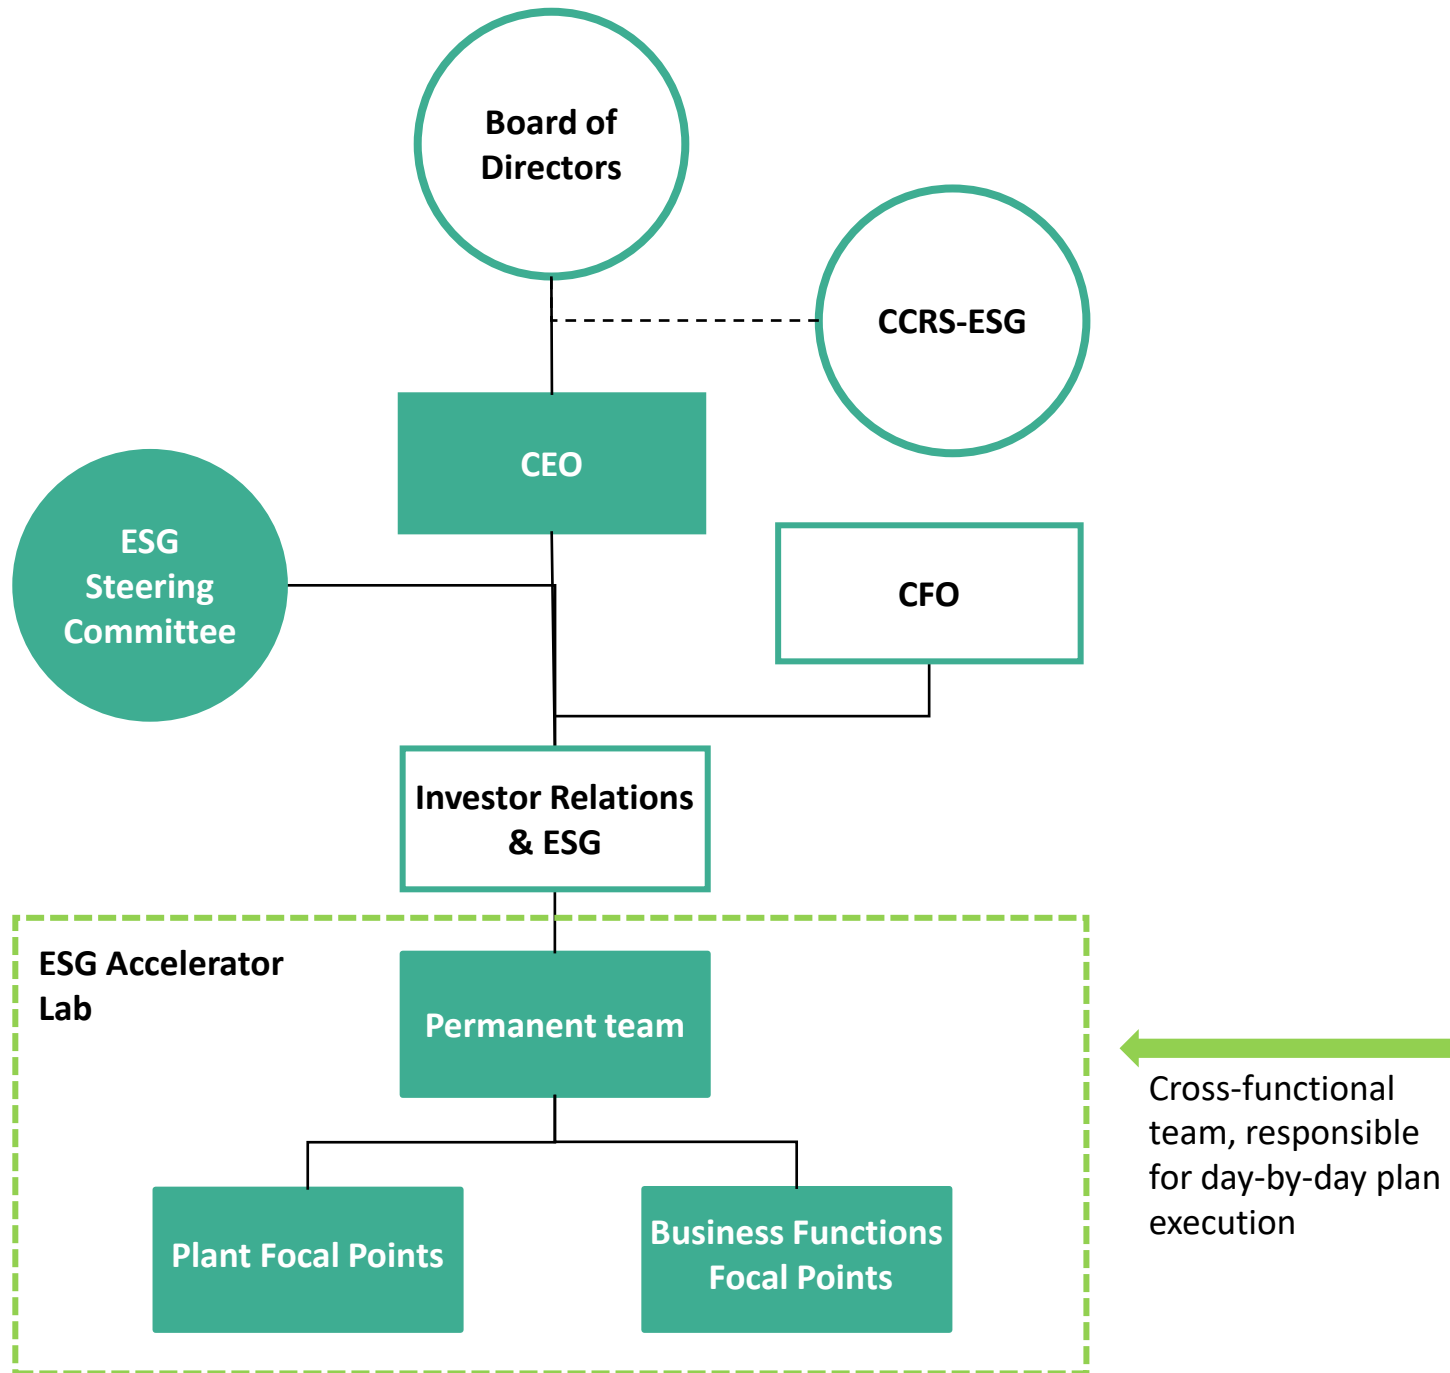 Board of
Directors
CCRS-ESG
CEO
ESG
Steering
Committee
CFO
Investor Relations
& ESG
ESG Accelerator
Lab
Permanent team
Cross-functional
team, responsible
for day-by-day plan
execution
Plant Focal Points
Business Functions
Focal Points